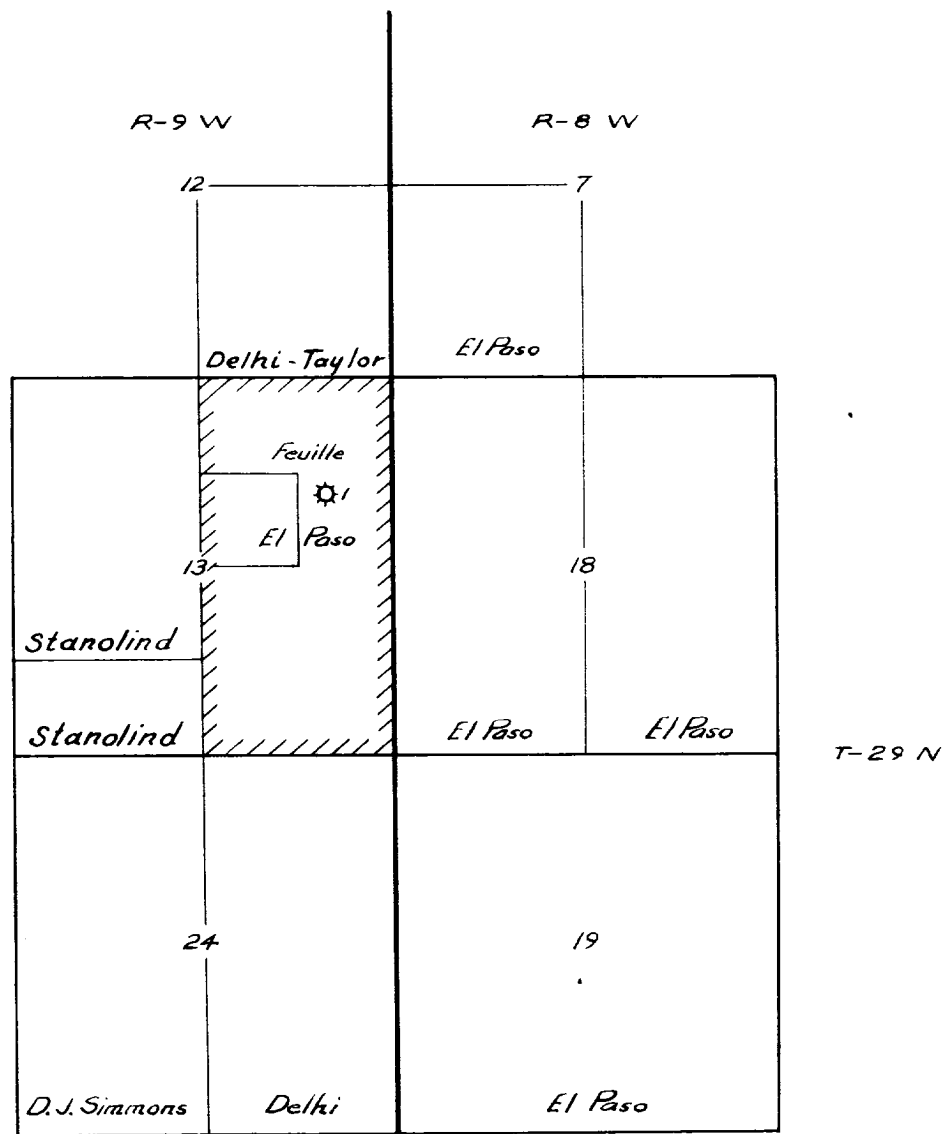 R-9 W R-8 W
12 7
Delhi-Taylor El Paso
Feuille
1
El Paso
13 18
Stanolind
Stanolind El Paso El Paso
T-29 N
24 19
D.J. Simmons Delhi El Paso